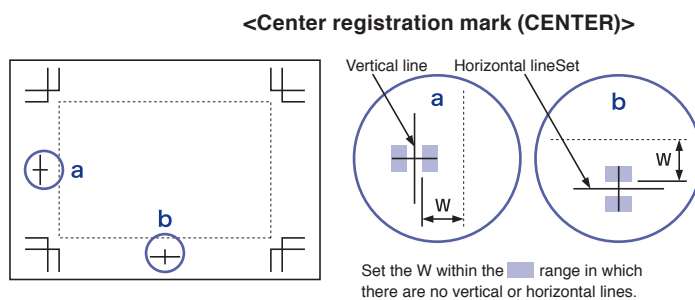 <Center registration mark (CENTER)>
Vertical line
Horizontal lineSet
a
b
a
b
W
W
Set the W within the range in which
there are no vertical or horizontal lines.